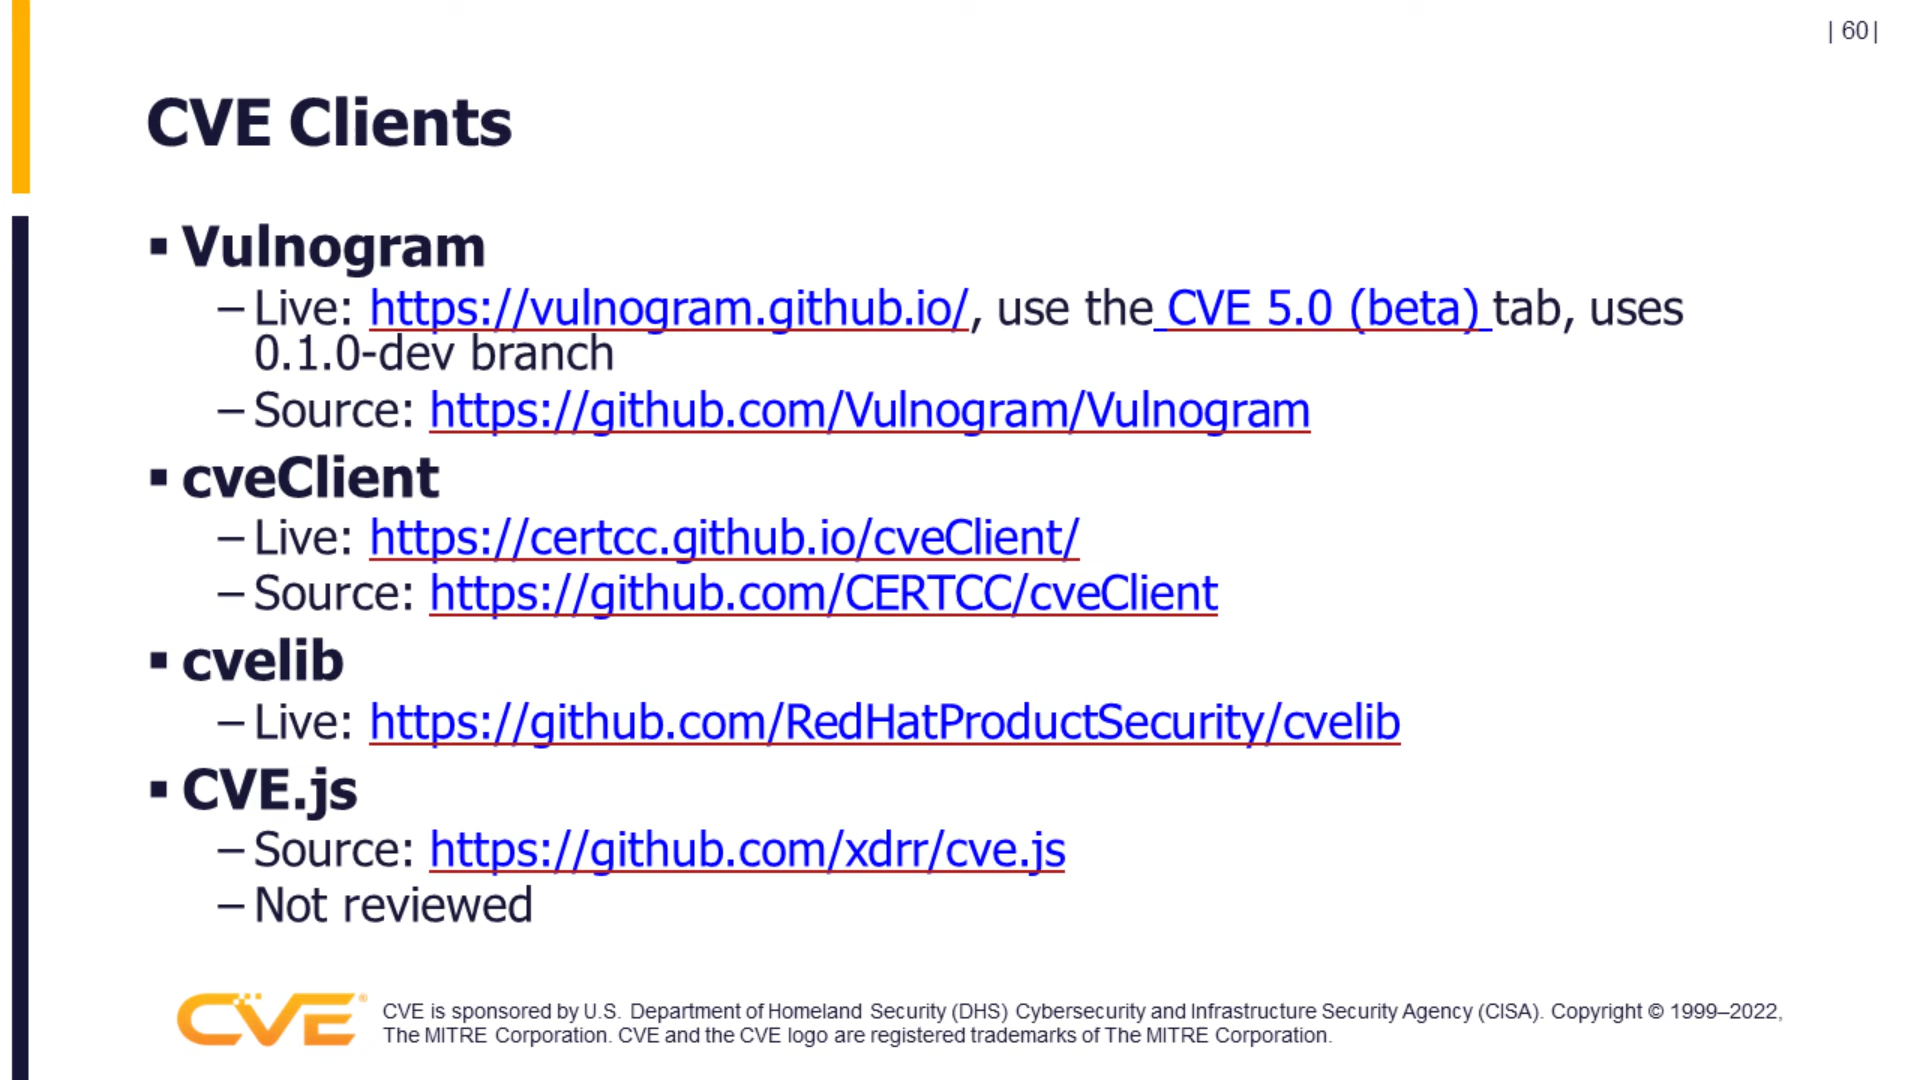 | 60 |
CVE Clients
▪ Vulnogram
– Live: https://vulnogram.github.io/, use the CVE 5.0 (beta) tab, uses
0.1.0-dev branch
– Source: https://github.com/Vulnogram/Vulnogram
▪ cveClient
– Live: https://certcc.github.io/cveClient/
– Source: https://github.com/CERTCC/cveClient
▪ cvelib
– Live: https://github.com/RedHatProductSecurity/cvelib
▪ CVE.js
– Source: https://github.com/xdrr/cve.js
– Not reviewed
CVE® CVE is sponsored by U.S. Department of Homeland Security (DHS) Cybersecurity and Infrastructure Security Agency (CISA). Copyright © 1999–2022,
The MITRE Corporation. CVE and the CVE logo are registered trademarks of The MITRE Corporation.